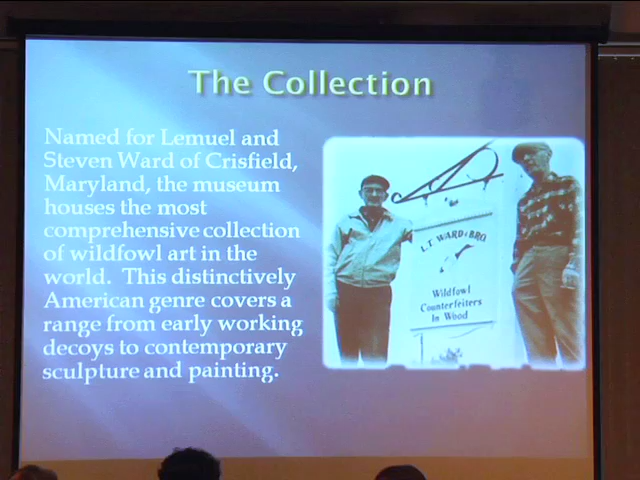 The Collection
Named for Lemuel and
Steven Ward of Crisfield,
Maryland, the museum
houses the most
comprehensive collection
of wildfowl art in the
world. This distinctively
American genre covers a
range from early working
decoys to contemporary
sculpture and painting.
L.T. WARD & BRO.
Wildfowl
Counterfeiters
In Wood